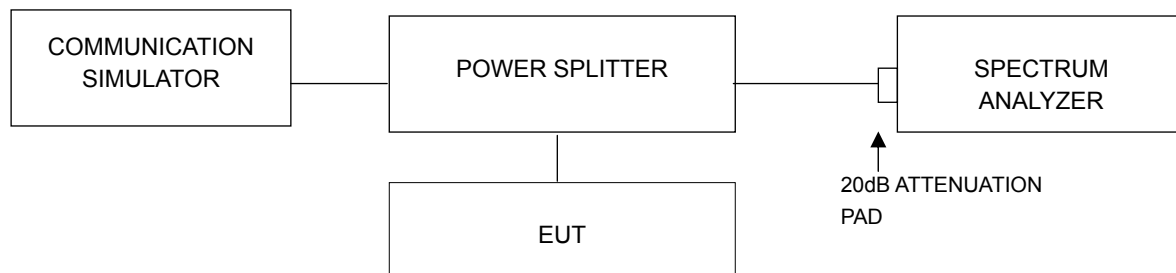 COMMUNICATION
SIMULATOR
POWER SPLITTER
SPECTRUM
ANALYZER
20dB ATTENUATION
PAD
EUT